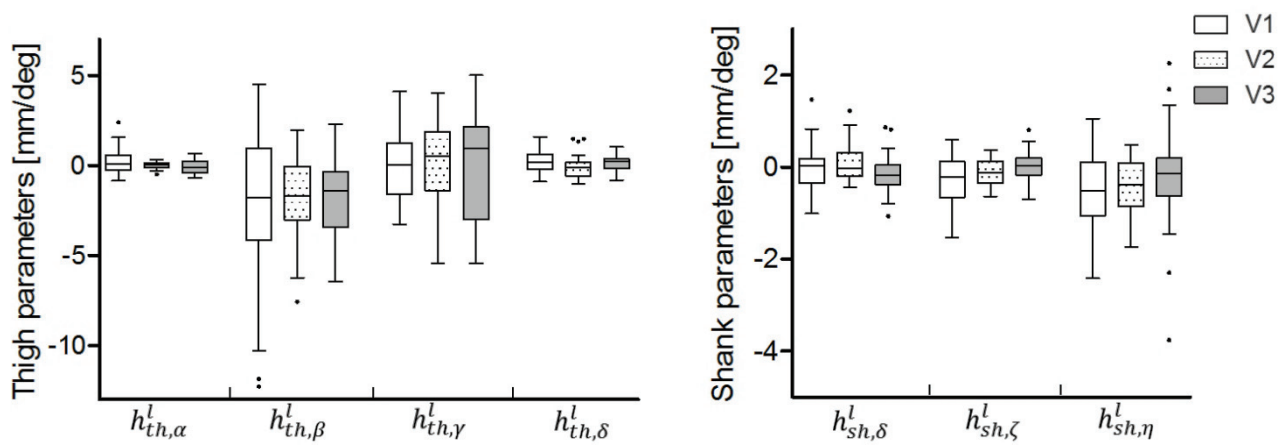 Thigh parameters [mm/deg]
5
0
-5
-10
h^l_{th,α} h^l_{th,β} h^l_{th,γ} h^l_{th,δ}
Shank parameters [mm/deg]
2
0
-2
-4
h^l_{sh,δ} h^l_{sh,ζ} h^l_{sh,η}
V1
V2
V3